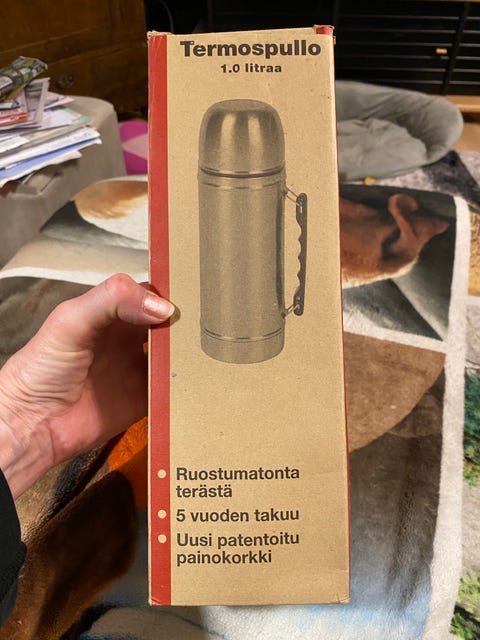 Termospullo
1.0 litraa
Ruostumatonta
terästä
5 vuoden takuu
Uusi patentoitu
painokorkki